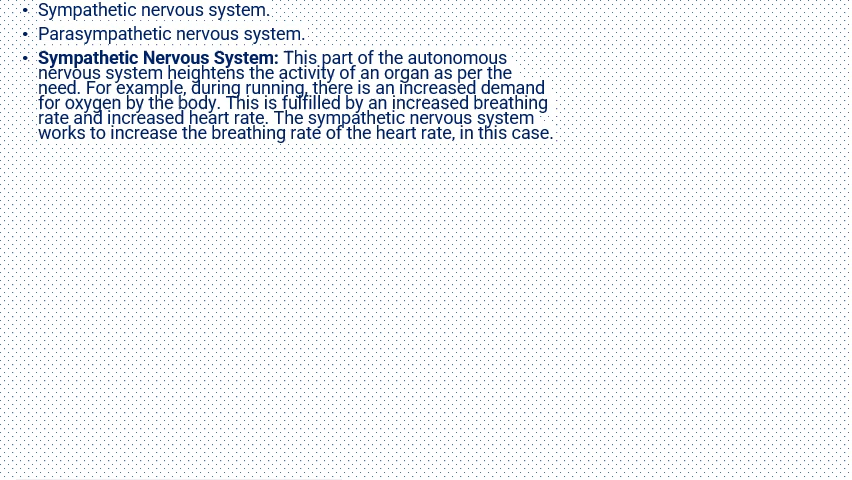 • Sympathetic nervous system.
• Parasympathetic nervous system.
• Sympathetic Nervous System: This part of the autonomous
nervous system heightens the activity of an organ as per the
need. For example, during running, there is an increased demand
for oxygen by the body. This is fulfilled by an increased breathing
rate and increased heart rate. The sympathetic nervous system
works to increase the breathing rate of the heart rate, in this case.